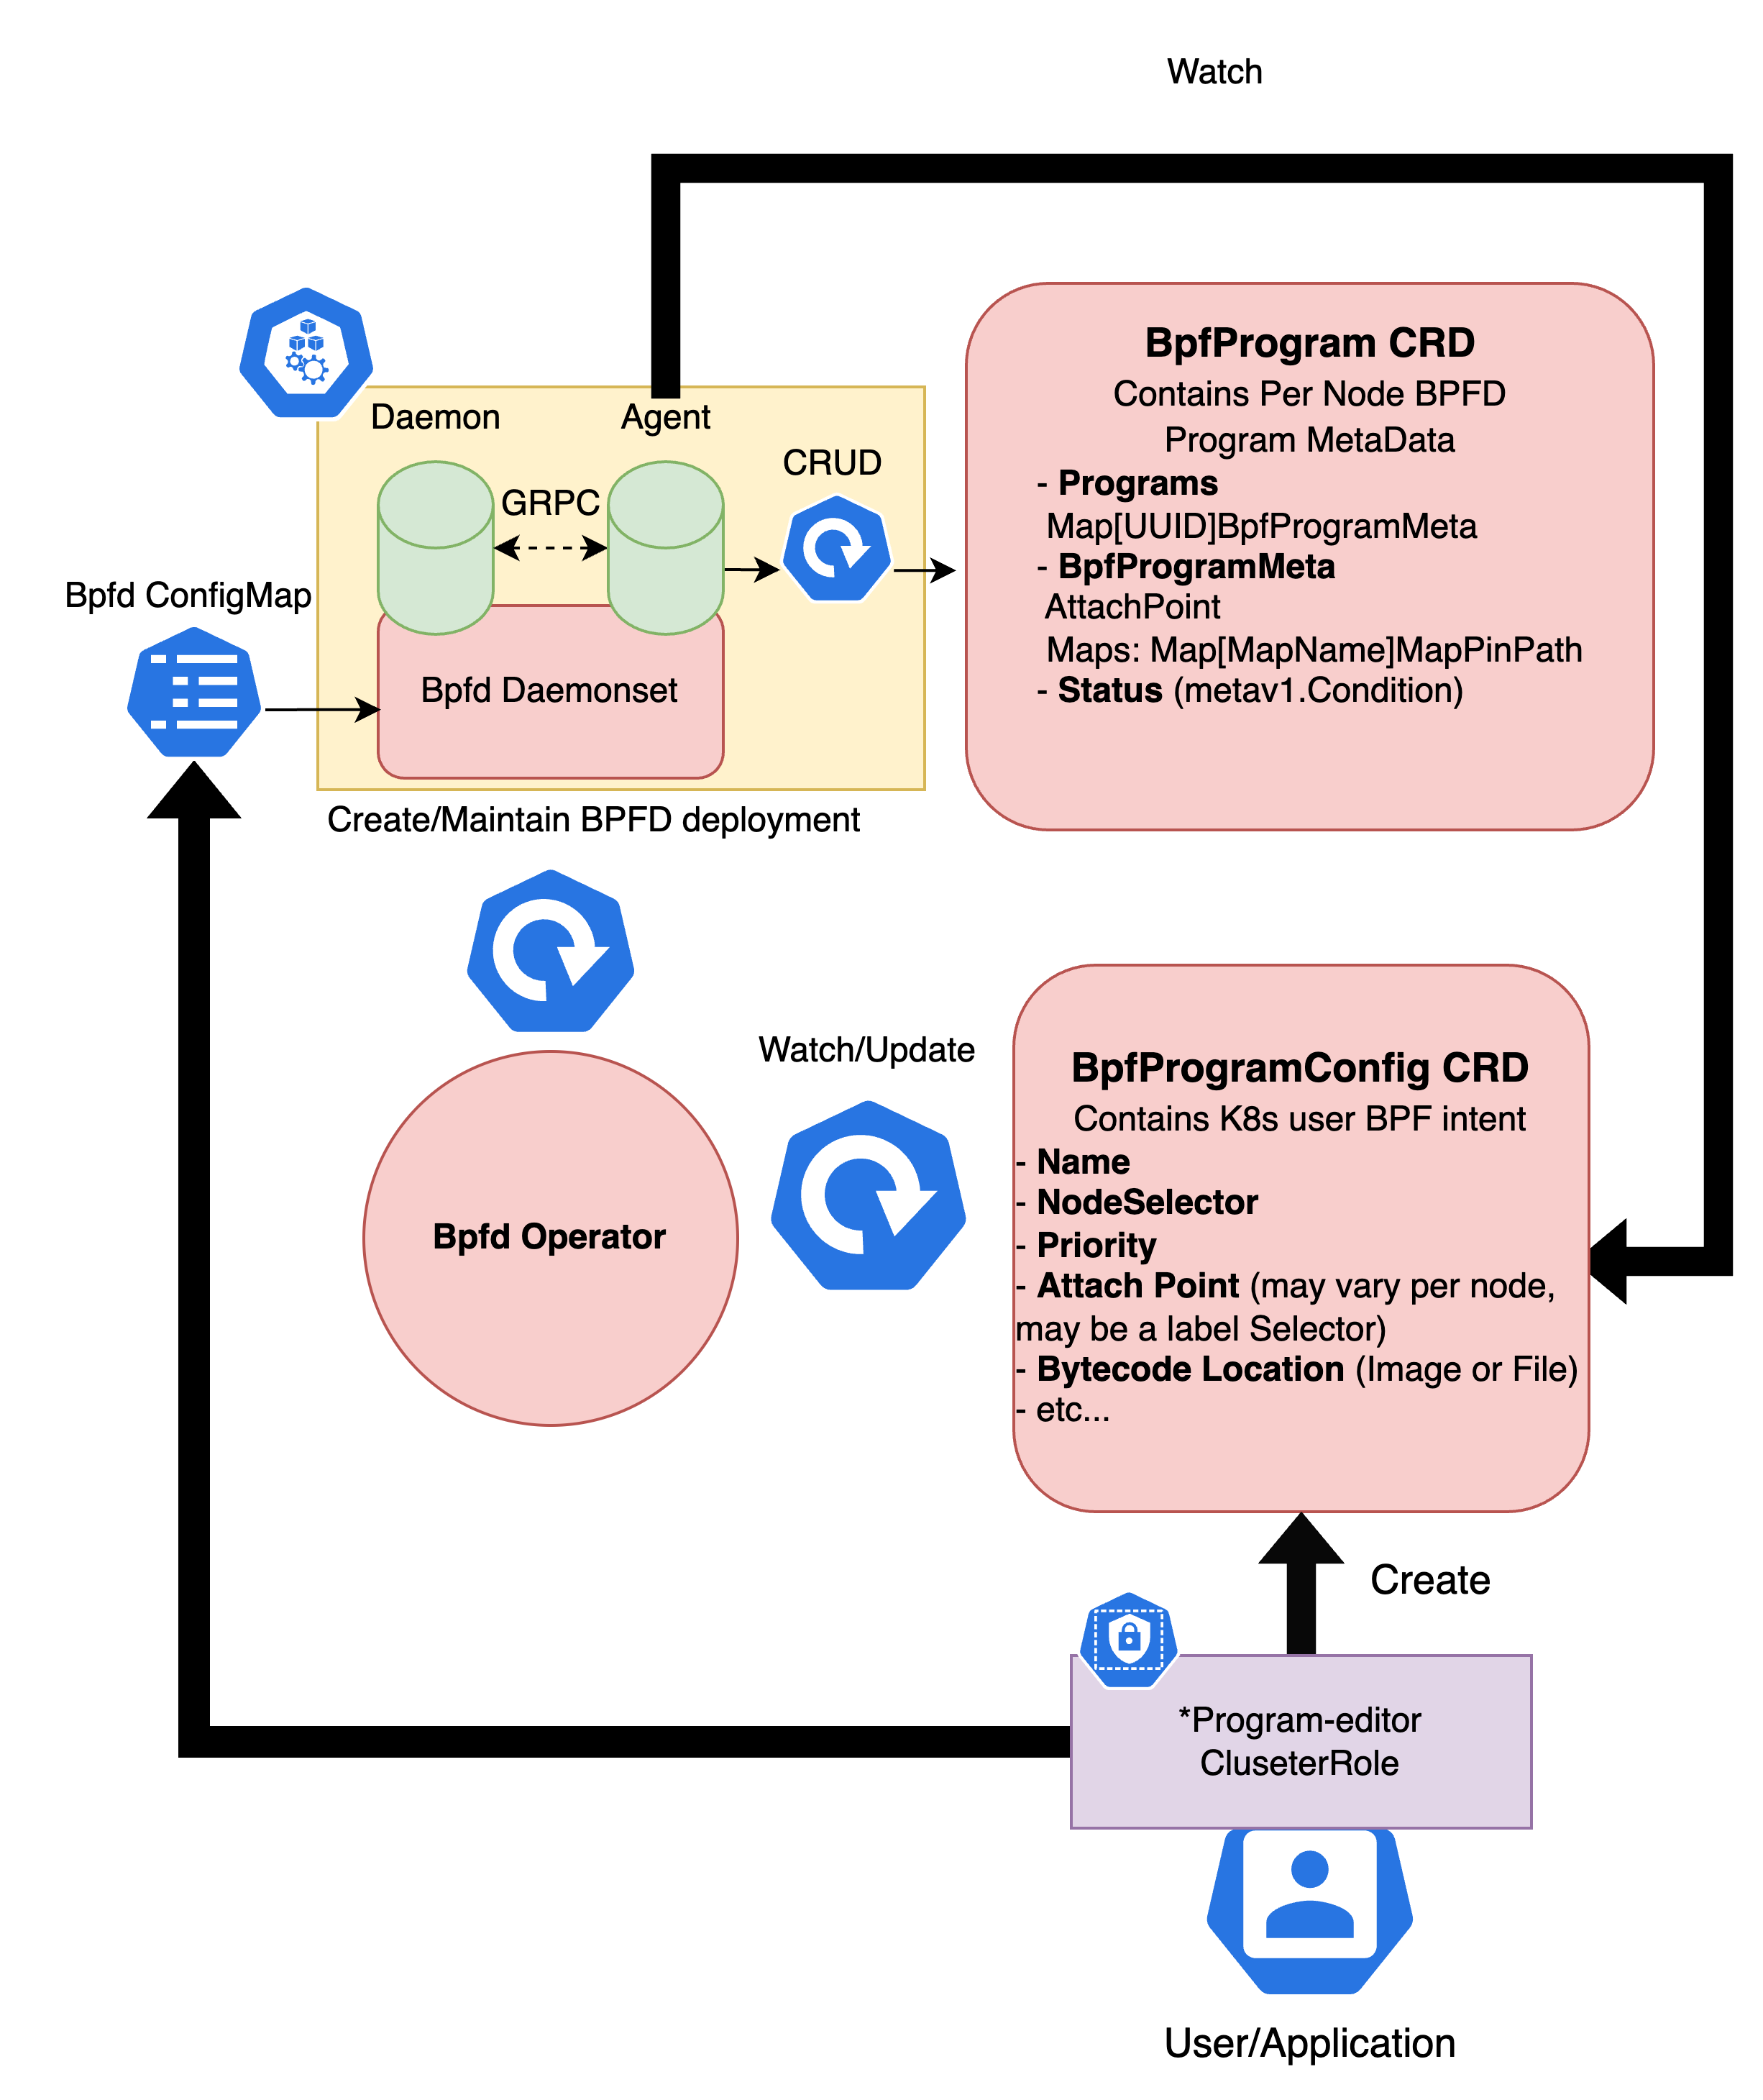 Watch
BpfProgram CRD
Contains Per Node BPFD
Program MetaData
- Programs
Map[UUID]BpfProgramMeta
- BpfProgramMeta
AttachPoint
Maps: Map[MapName]MapPinPath
- Status (metav1.Condition)
Daemon
Agent
CRUD
GRPC
Bpfd ConfigMap
Bpfd Daemonset
Create/Maintain BPFD deployment
Watch/Update
Bpfd Operator
BpfProgramConfig CRD
Contains K8s user BPF intent
- Name
- NodeSelector
- Priority
- Attach Point (may vary per node,
may be a label Selector)
- Bytecode Location (Image or File)
- etc...
Create
*Program-editor
CluseterRole
User/Application